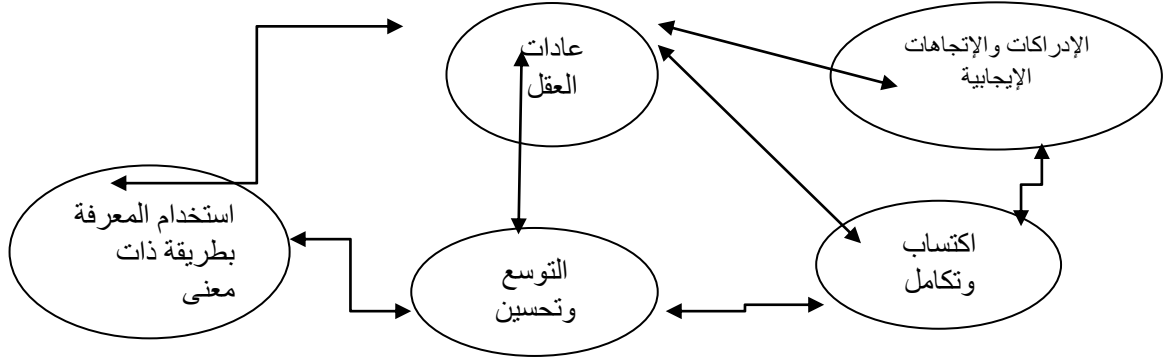 الإدراكات والإتجاهات
الإيجابية
عادات
العقل
استخدام المعرفة
بطريقة ذات
معنى
التوسع
وتحسين
اكتساب
وتكامل